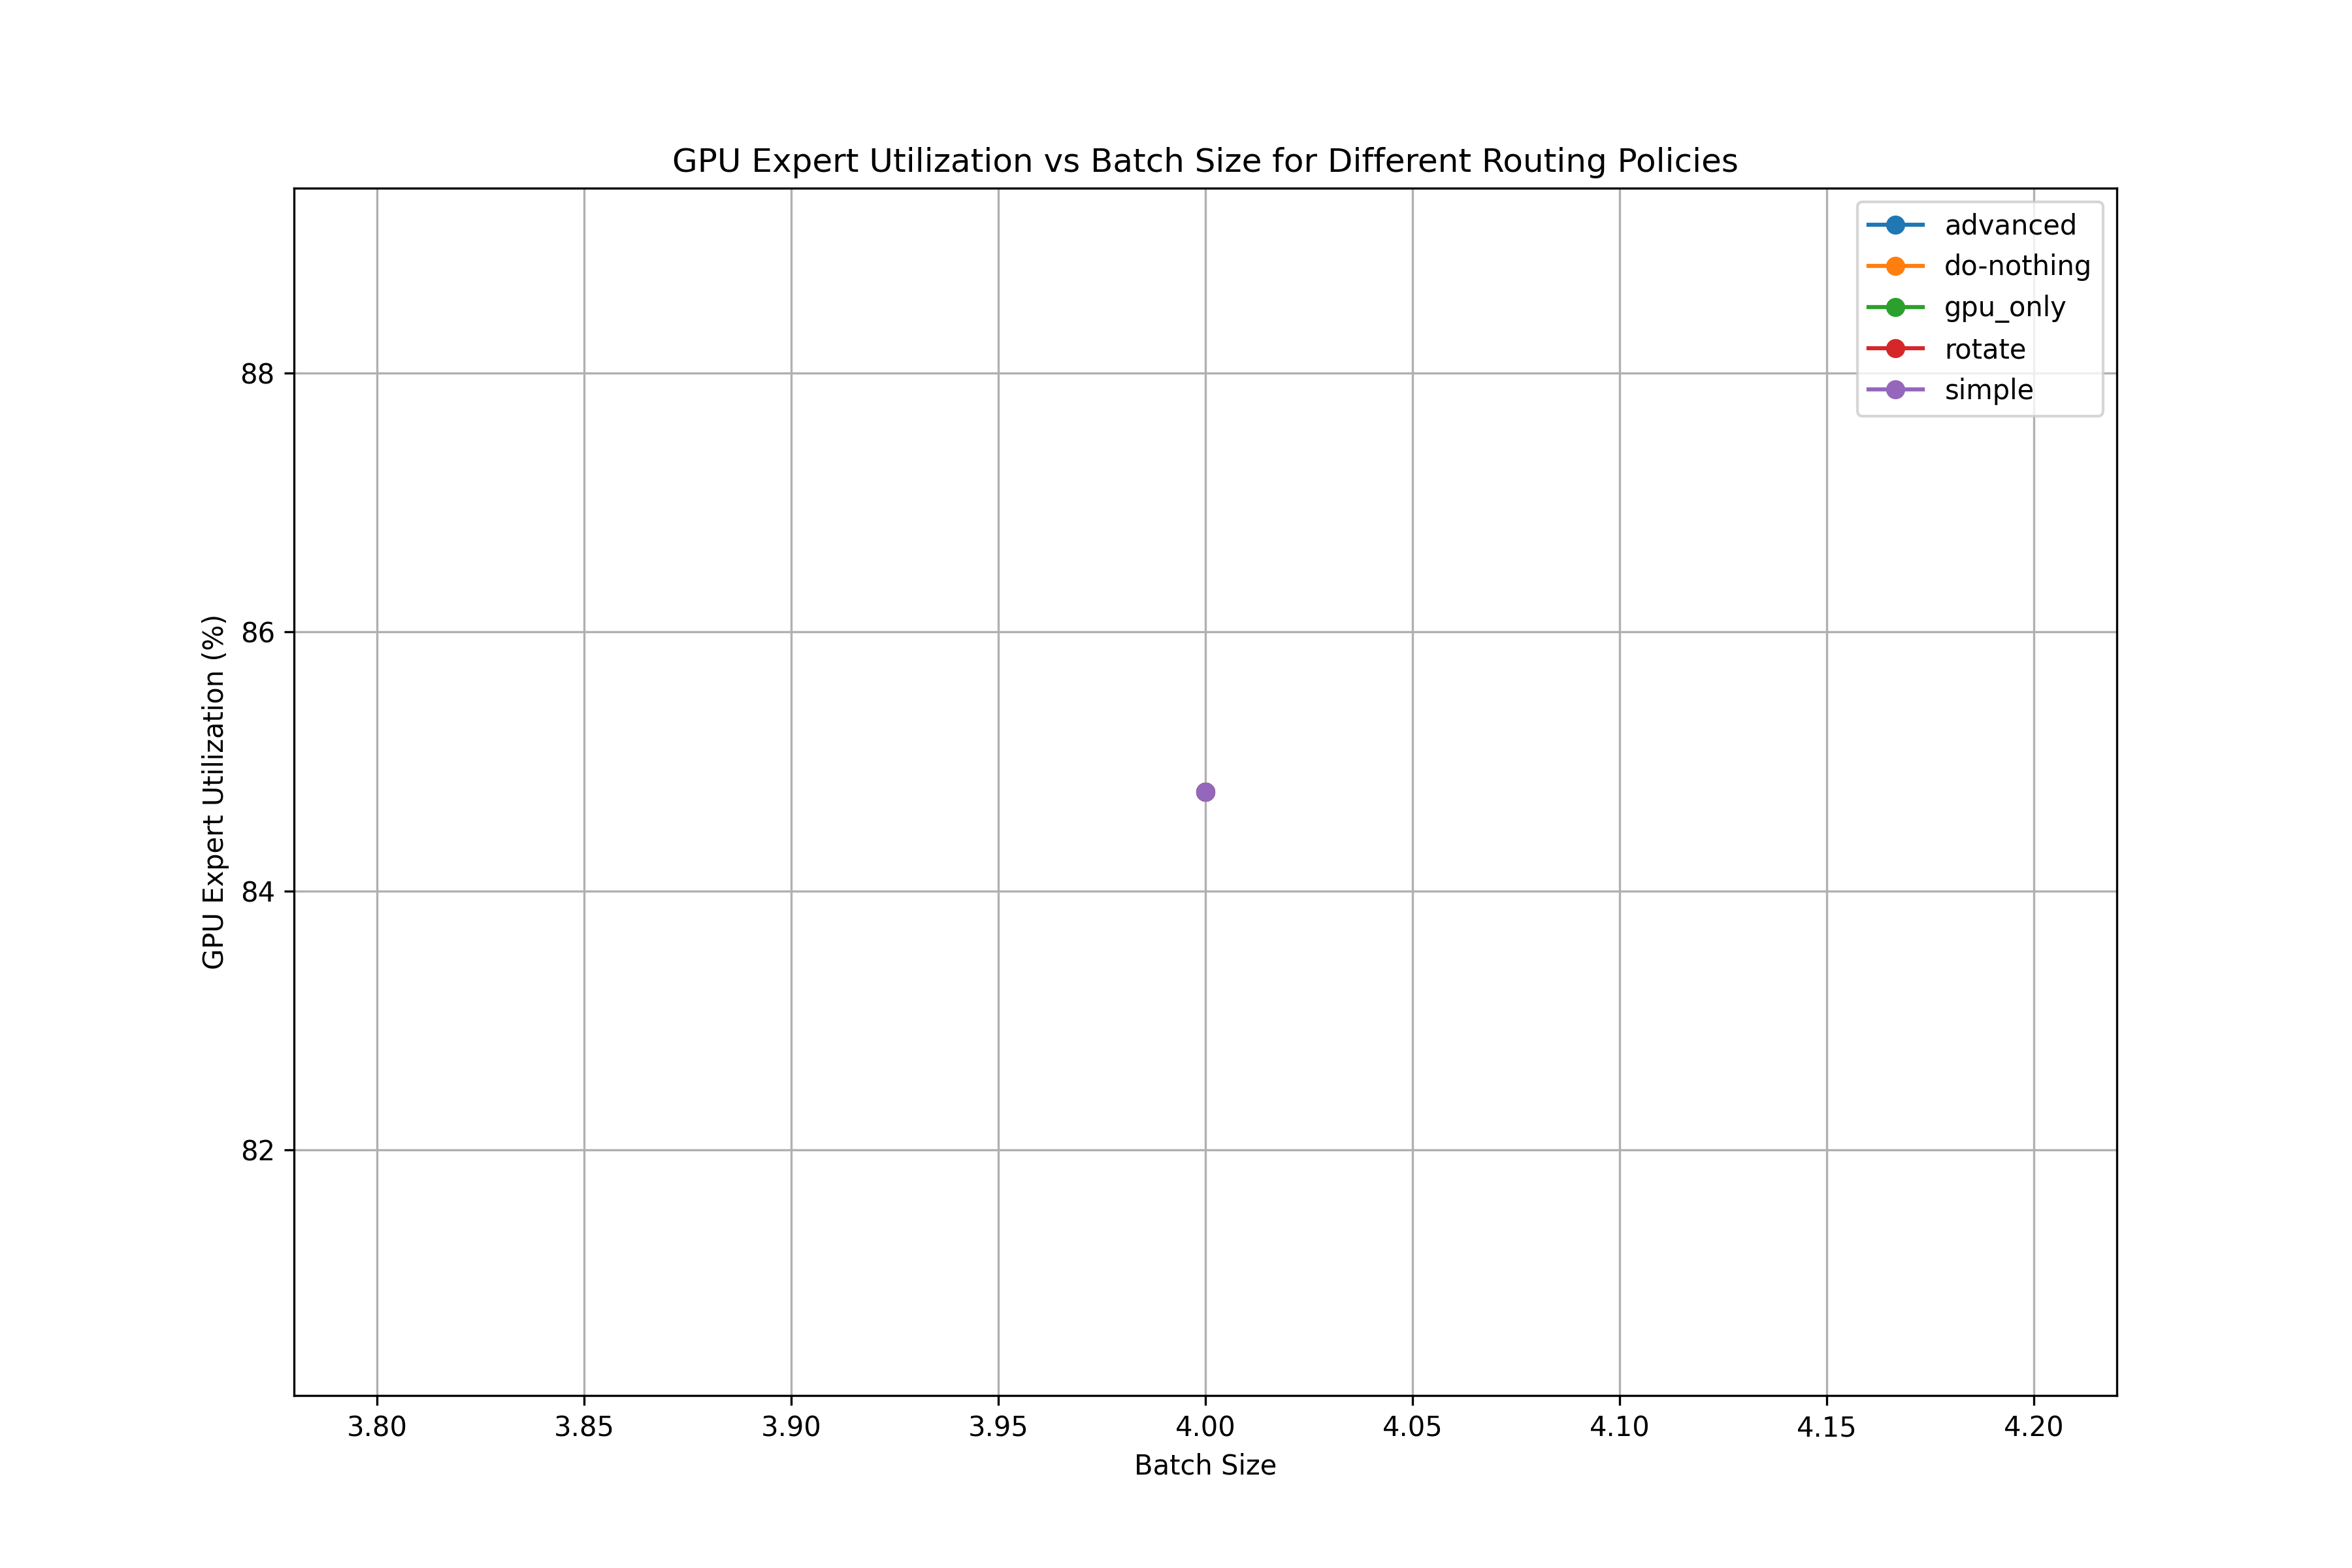 GPU Expert Utilization vs Batch Size for Different Routing Policies
advanced
do-nothing
gpu_only
rotate
simple
88
86
84
82
GPU Expert Utilization (%)
3.80 3.85 3.90 3.95 4.00 4.05 4.10 4.15 4.20
Batch Size